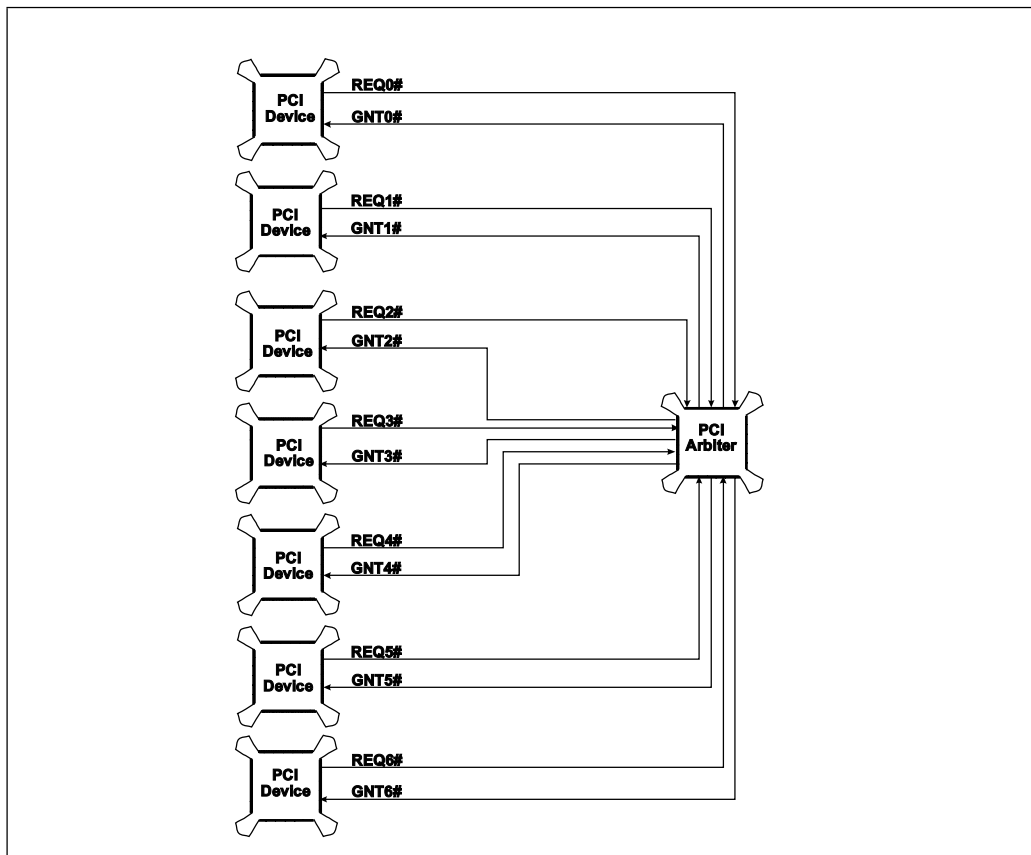 PCI
Device
REQ0#
GNT0#
PCI
Device
REQ1#
GNT1#
PCI
Device
REQ2#
GNT2#
PCI
Device
REQ3#
GNT3#
PCI
Arbiter
PCI
Device
REQ4#
GNT4#
PCI
Device
REQ5#
GNT5#
PCI
Device
REQ6#
GNT6#